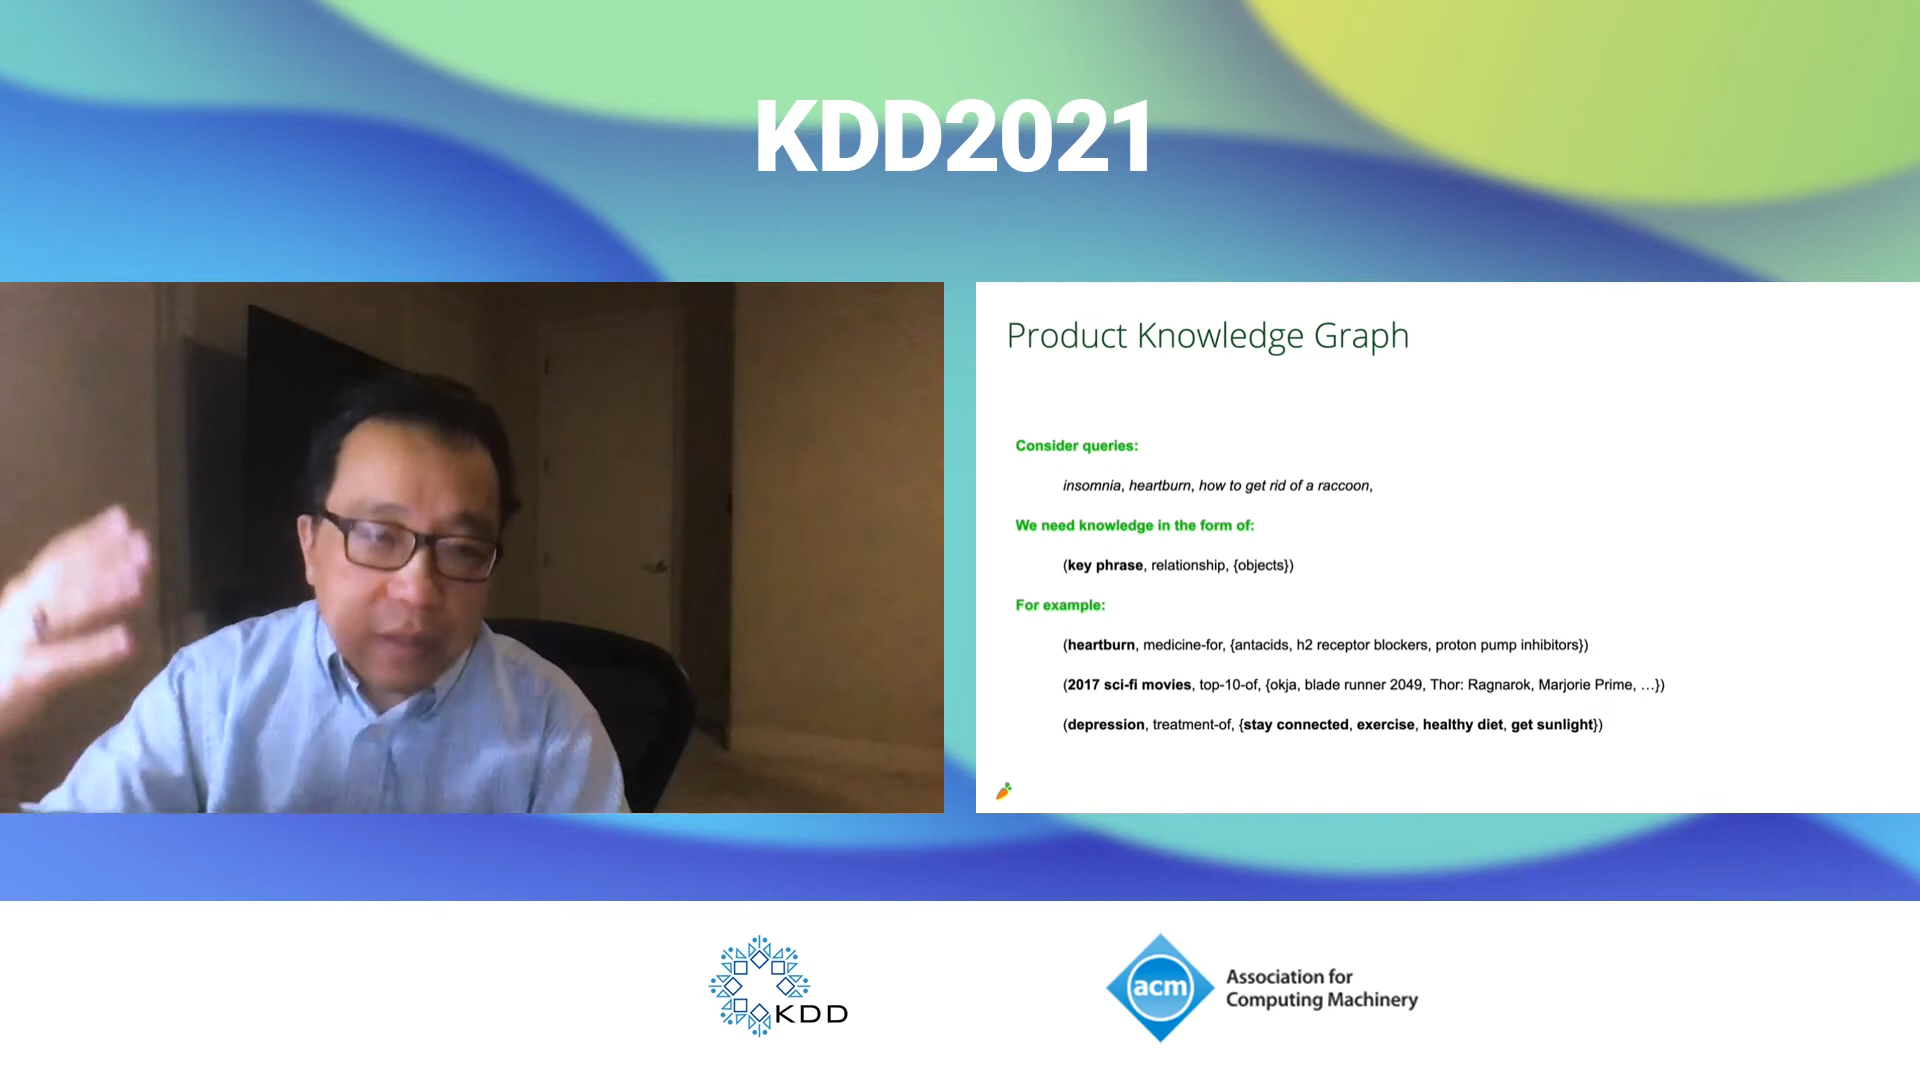 KDD2021
Product Knowledge Graph
Consider queries:
insomnia, heartburn, how to get rid of a raccoon,
We need knowledge in the form of:
(key phrase, relationship, {objects})
For example:
(heartburn, medicine-for, {antacids, h2 receptor blockers, proton pump inhibitors})
(2017 sci-fi movies, top-10-of, {okja, blade runner 2049, Thor: Ragnarok, Marjorie Prime, ...})
(depression, treatment-of, {stay connected, exercise, healthy diet, get sunlight})
KDD
acm
Association for
Computing Machinery